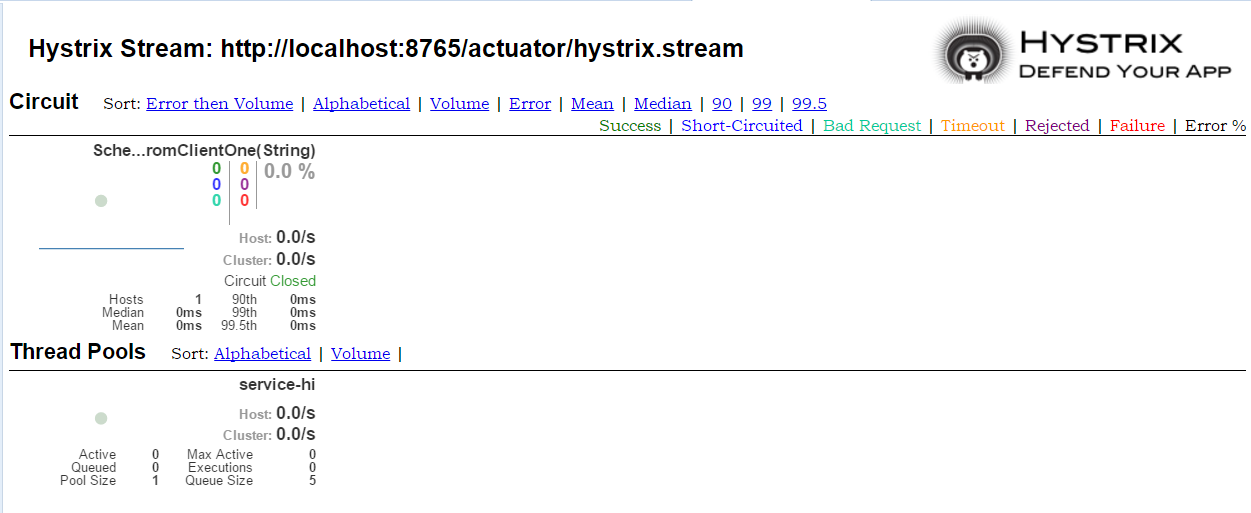 Hystrix Stream: http://localhost:8765/actuator/hystrix.stream
HYSTRIX
DEFEND YOUR APP
Circuit Sort: Error then Volume | Alphabetical | Volume | Error | Mean | Median | 90 | 99 | 99.5
Success | Short-Circuited | Bad Request | Timeout | Rejected | Failure | Error %
Sche...romClientOne(String)
0 0 0.0 %
0 0
0 0
Host: 0.0/s
Cluster: 0.0/s
Circuit Closed
Hosts 1 90th 0ms
Median 0ms 99th 0ms
Mean 0ms 99.5th 0ms
Thread Pools Sort: Alphabetical | Volume |
service-hi
Host: 0.0/s
Cluster: 0.0/s
Active 0 Max Active 0
Queued 0 Executions 0
Pool Size 1 Queue Size 5